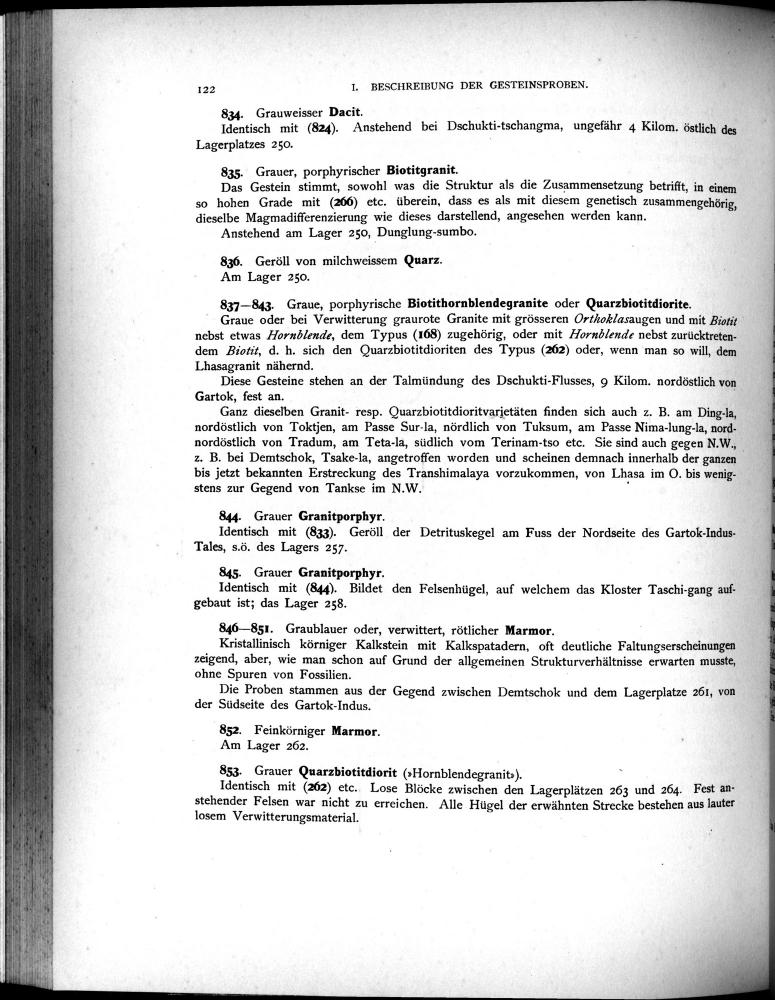 122
I. BESCHREIBUNG DER GESTEINSPROBEN.
834. Grauweisser Dacit.
Identisch mit (824). Anstehend bei Dschukti-tschangma, ungefähr 4 Kilom. östlich des
Lagerplatzes 250.
835. Grauer, porphyrischer Biotitgranit.
Das Gestein stimmt, sowohl was die Struktur als die Zusammensetzung betrifft, in einem
so hohen Grade mit (266) etc. überein, dass es als mit diesem genetisch zusammengehörig,
dieselbe Magmadifferenzierung wie dieses darstellend, angesehen werden kann.
Anstehend am Lager 250, Dunglung-sumbo.
836. Geröll von milchweissem Quarz.
Am Lager 250.
837—843. Graue, porphyrische Biotithornblendegranite oder Quarzbiotitdiorite.
Graue oder bei Verwitterung graurote Granite mit grösseren Orthoklasaugen und mit Biotit
nebst etwas Hornblende, dem Typus (168) zugehörig, oder mit Hornblende nebst zurücktreten-
dem Biotit, d. h. sich den Quarzbiotitdioriten des Typus (262) oder, wenn man so will, dem
Lhasagranit nähernd.
Diese Gesteine stehen an der Talmündung des Dschukti-Flusses, 9 Kilom. nordöstlich von
Gartok, fest an.
Ganz dieselben Granit- resp. Quarzbiotitdioritvarietäten finden sich auch z. B. am Ding-la,
nordöstlich von Toktjen, am Passe Sur-la, nördlich von Tuksum, am Passe Nima-lung-la, nord-
nordöstlich von Tradum, am Teta-la, südlich vom Terinam-tso etc. Sie sind auch gegen N.W.,
z. B. bei Demtschok, Tsake-la, angetroffen worden und scheinen demnach innerhalb der ganzen
bis jetzt bekannten Erstreckung des Transhimalaya vorzukommen, von Lhasa im O. bis wenig-
stens zur Gegend von Tankse im N.W.
844. Grauer Granitporphyr.
Identisch mit (833). Geröll der Detrituskegel am Fuss der Nordseite des Gartok-Indus-
Tales, s.ö. des Lagers 257.
845. Grauer Granitporphyr.
Identisch mit (844). Bildet den Felsenhügel, auf welchem das Kloster Taschi-gang auf-
gebaut ist; das Lager 258.
846—851. Graublauer oder, verwittert, rötlicher Marmor.
Kristallinisch körniger Kalkstein mit Kalkspatadern, oft deutliche Faltungserscheinungen
zeigend, aber, wie man schon auf Grund der allgemeinen Strukturverhältnisse erwarten musste,
ohne Spuren von Fossilien.
Die Proben stammen aus der Gegend zwischen Demtschok und dem Lagerplatze 261, von
der Südseite des Gartok-Indus.
852. Feinkörniger Marmor.
Am Lager 262.
853. Grauer Quarzbiotitdiorit (»Hornblendegranit»).
Identisch mit (262) etc. Lose Blöcke zwischen den Lagerplätzen 263 und 264. Fest an-
stehender Felsen war nicht zu erreichen. Alle Hügel der erwähnten Strecke bestehen aus lauter
losem Verwitterungsmaterial.